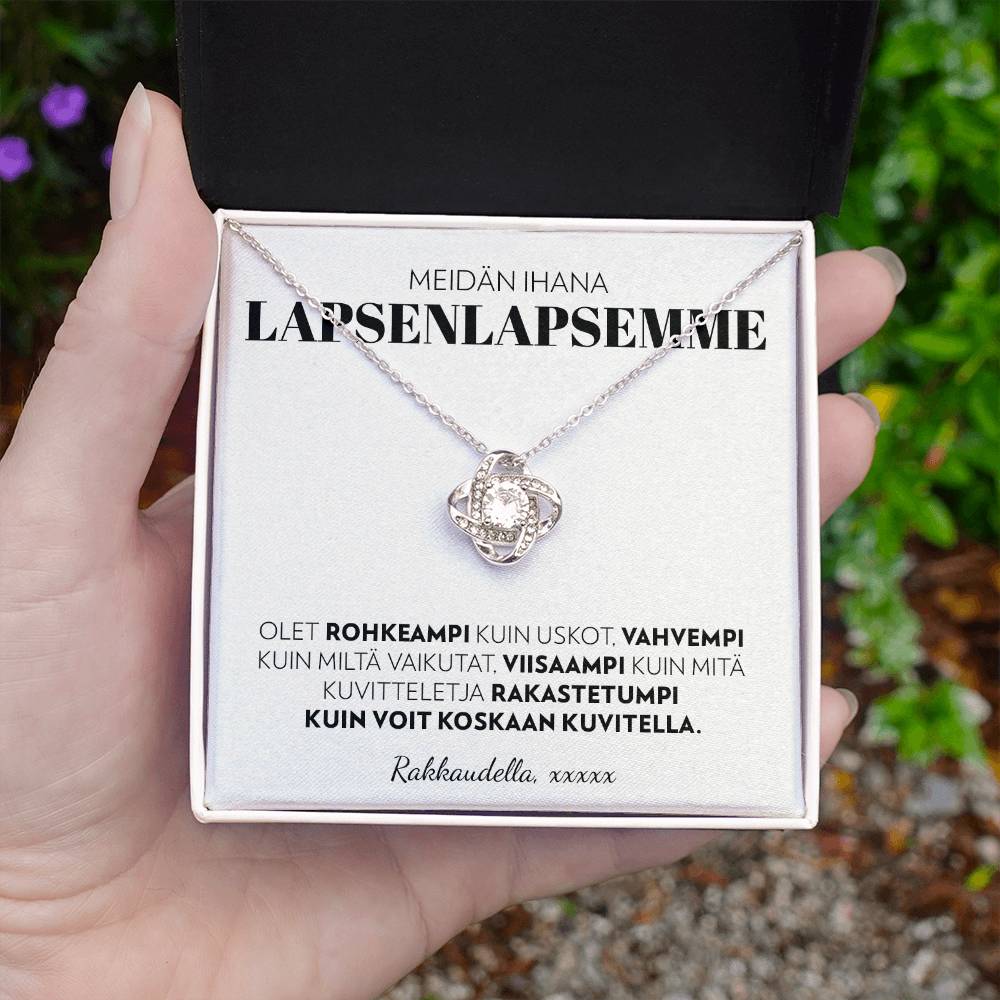 MEIDÄN IHANA
LAPSENLAPSEMME
OLET ROHKEAMPI KUIN USKOT, VAHVEMPI
KUIN MILTÄ VAIKUTAT, VIISAAMPI KUIN MITÄ
KUVITTELETJA RAKASTETUMPI
KUIN VOIT KOSKAAN KUVITELLA.
Rakkaudella, xxxxx